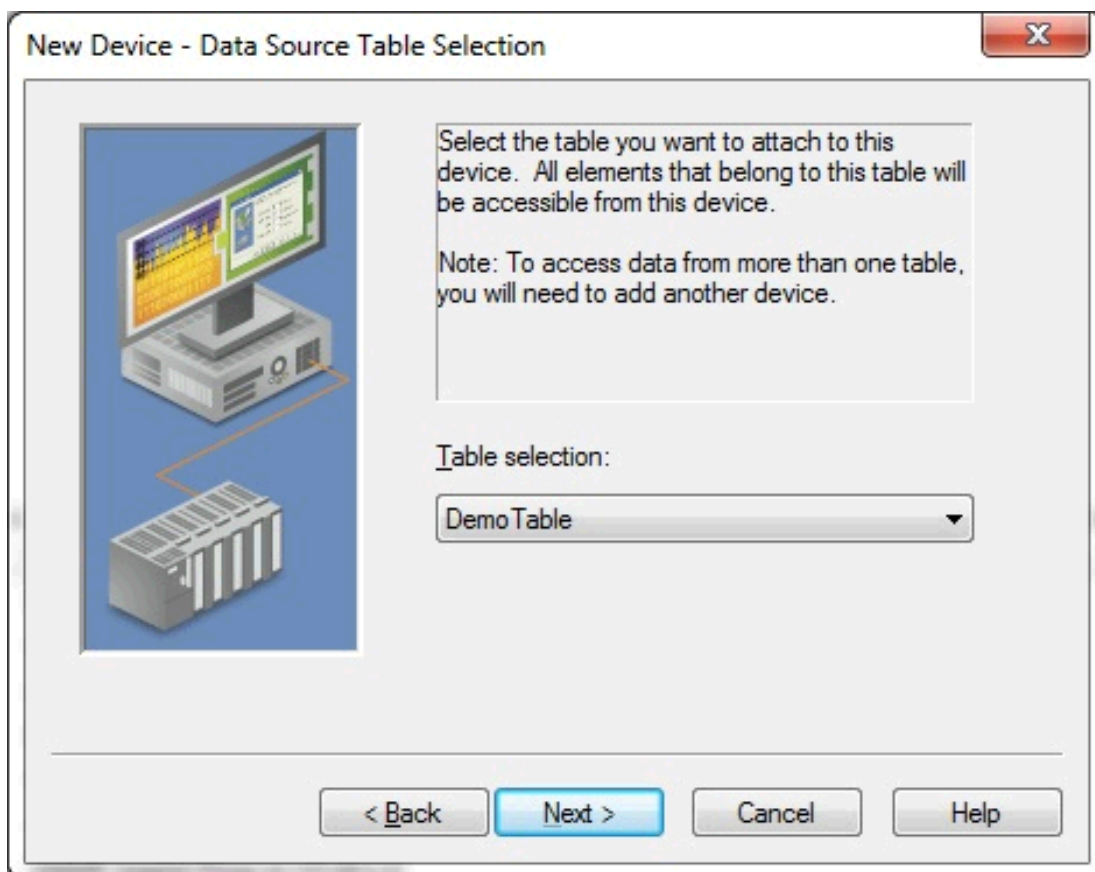 New Device - Data Source Table Selection
X
Select the table you want to attach to this
device.  All elements that belong to this table will
be accessible from this device.
Note: To access data from more than one table,
you will need to add another device.
Table selection:
DemoTable
< Back
Next >
Cancel
Help